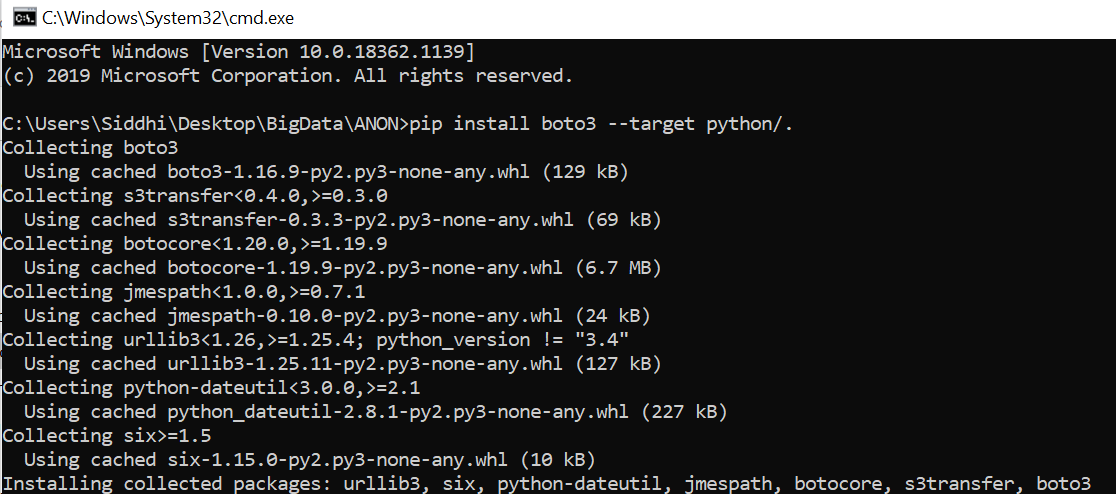 C:\Windows\System32\cmd.exe
Microsoft Windows [Version 10.0.18362.1139]
(c) 2019 Microsoft Corporation. All rights reserved.
C:\Users\Siddhi\Desktop\BigData\ANON>pip install boto3 --target python/.
Collecting boto3
  Using cached boto3-1.16.9-py2.py3-none-any.whl (129 kB)
Collecting s3transfer<0.4.0,>=0.3.0
  Using cached s3transfer-0.3.3-py2.py3-none-any.whl (69 kB)
Collecting botocore<1.20.0,>=1.19.9
  Using cached botocore-1.19.9-py2.py3-none-any.whl (6.7 MB)
Collecting jmespath<1.0.0,>=0.7.1
  Using cached jmespath-0.10.0-py2.py3-none-any.whl (24 kB)
Collecting urllib3<1.26,>=1.25.4; python_version != "3.4"
  Using cached urllib3-1.25.11-py2.py3-none-any.whl (127 kB)
Collecting python-dateutil<3.0.0,>=2.1
  Using cached python_dateutil-2.8.1-py2.py3-none-any.whl (227 kB)
Collecting six>=1.5
  Using cached six-1.15.0-py2.py3-none-any.whl (10 kB)
Installing collected packages: urllib3, six, python-dateutil, jmespath, botocore, s3transfer, boto3